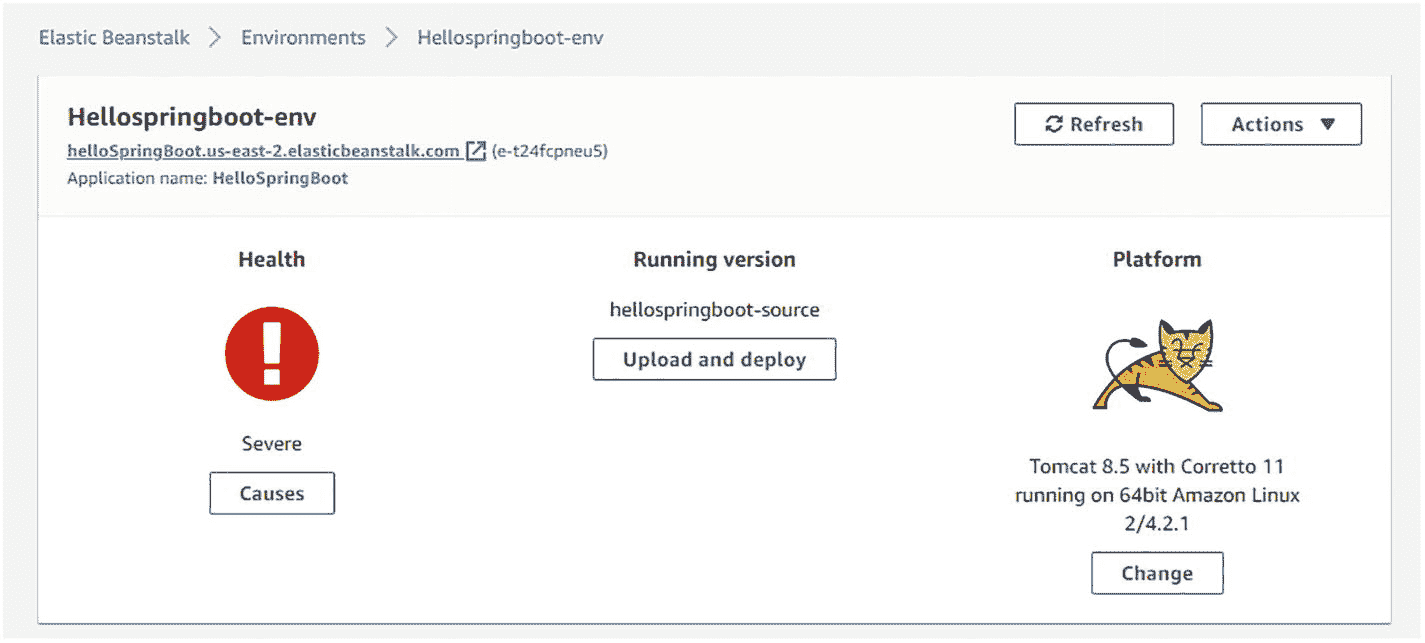 Elastic Beanstalk > Environments > Hellospringboot-env
Hellospringboot-env
helloSpringBoot.us-east-2.elasticbeanstalk.com (e-t24fcpneu5)
Application name: HelloSpringBoot
Refresh
Actions
Health
Severe
Causes
Running version
hellospringboot-source
Upload and deploy
Platform
Tomcat 8.5 with Corretto 11
running on 64bit Amazon Linux
2/4.2.1
Change